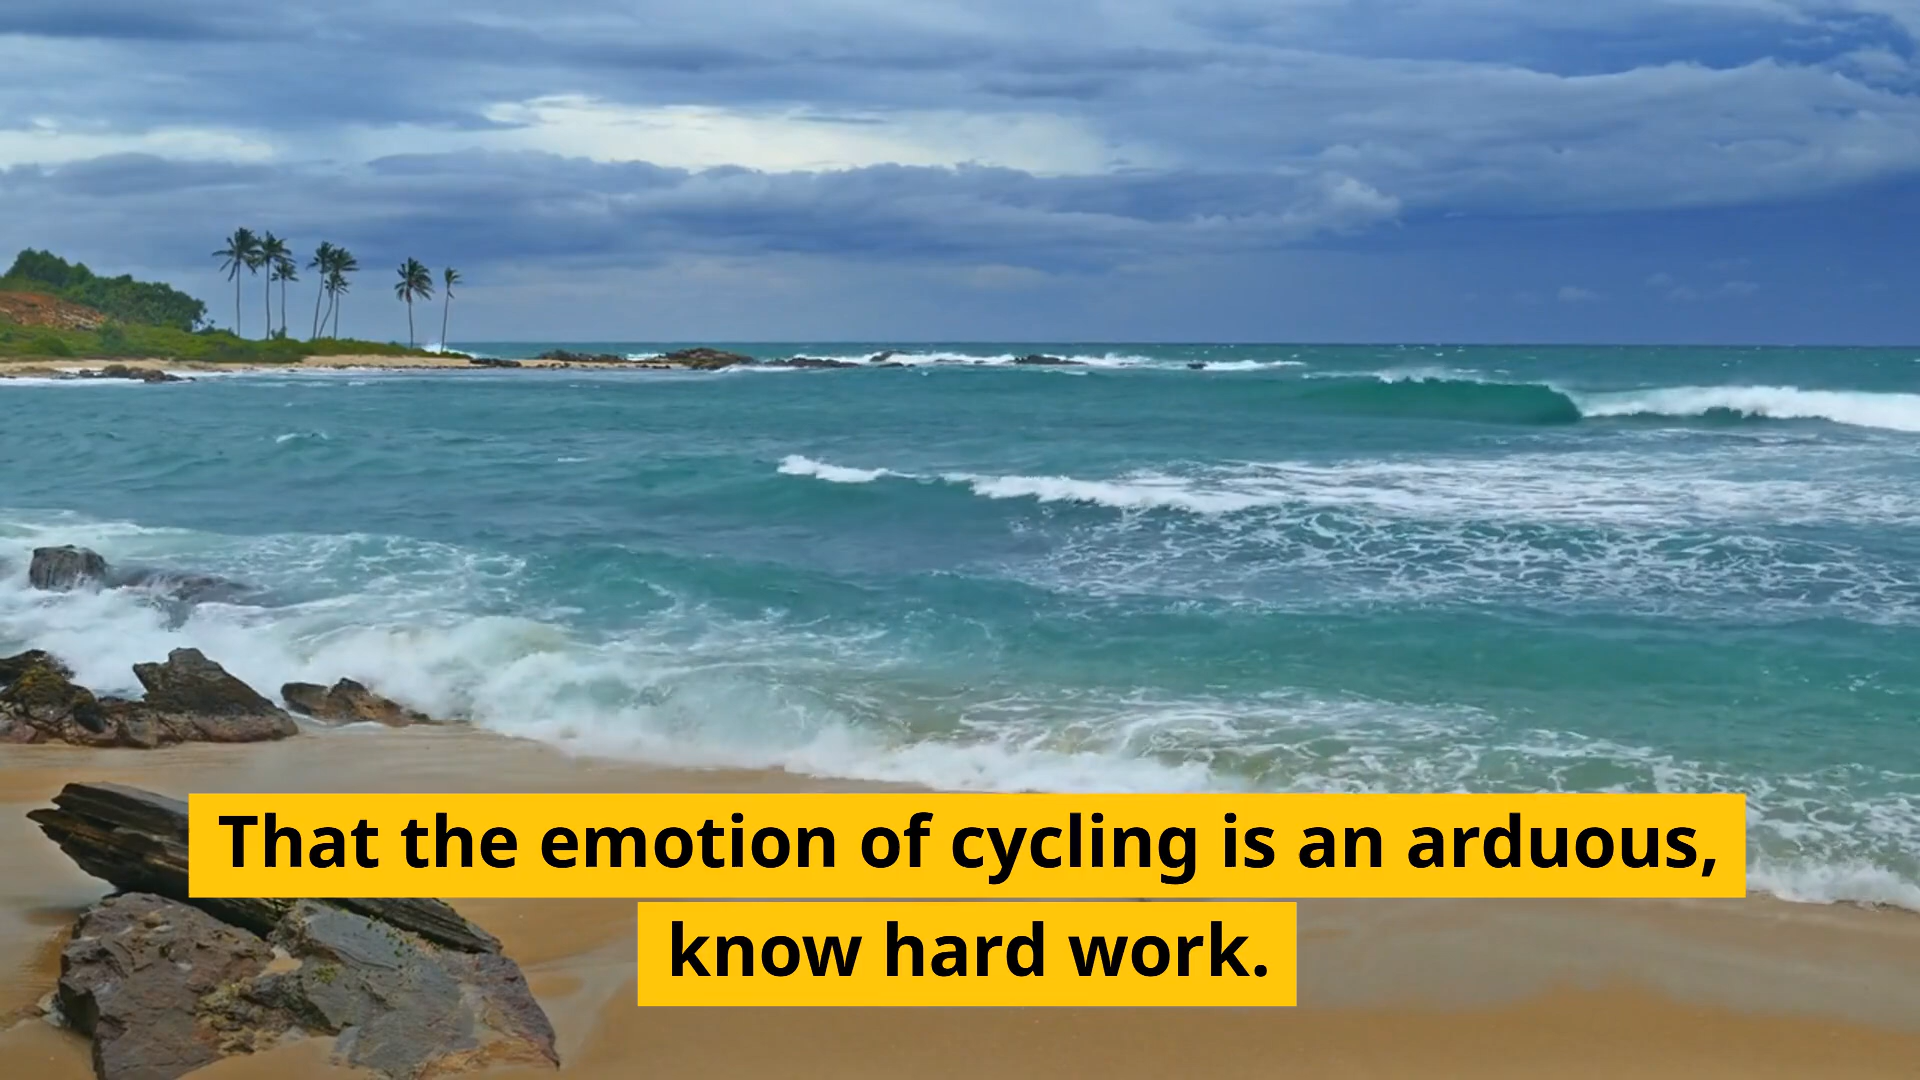 That the emotion of cycling is an arduous,
know hard work.